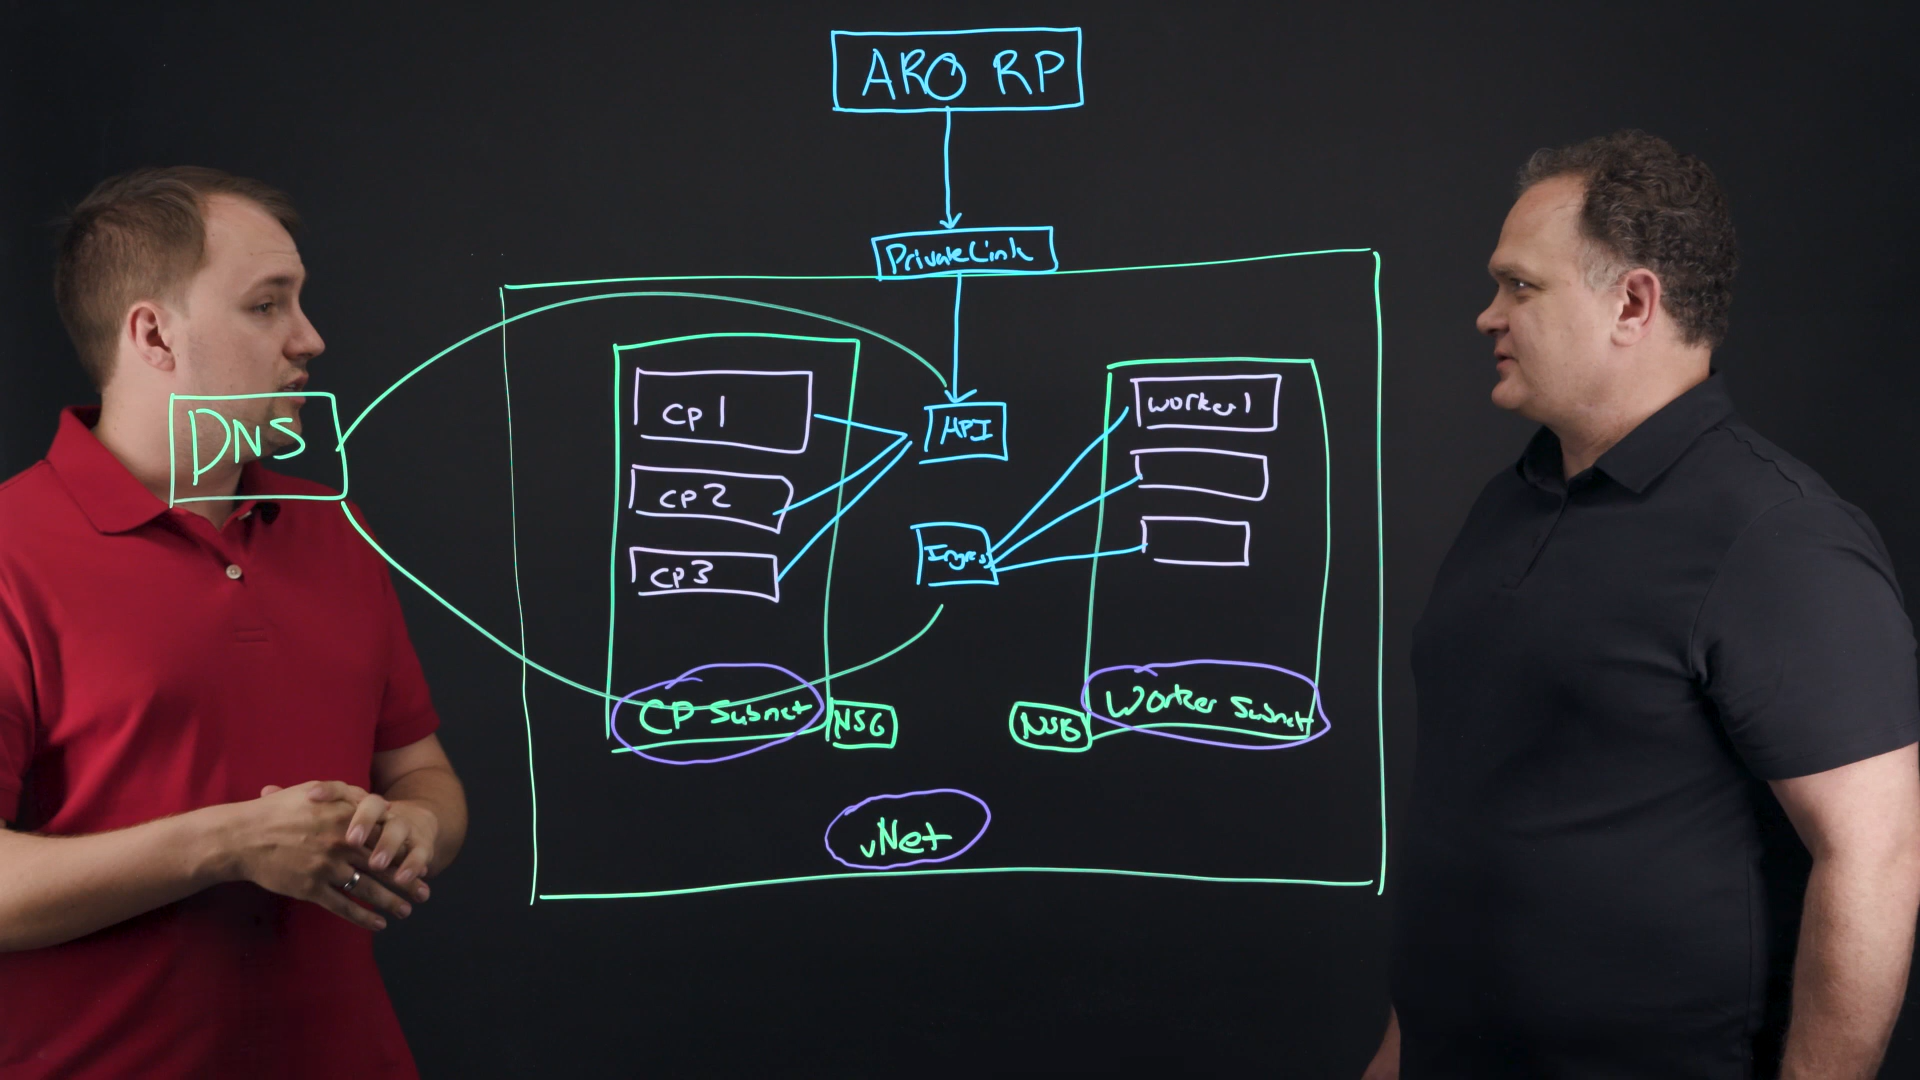 ARO RP
PrivateLink
DNS
cp1
cp2
cp3
API
Ingress
worker1
CP Subnet
NSG
NSG
Worker Subnet
vNet